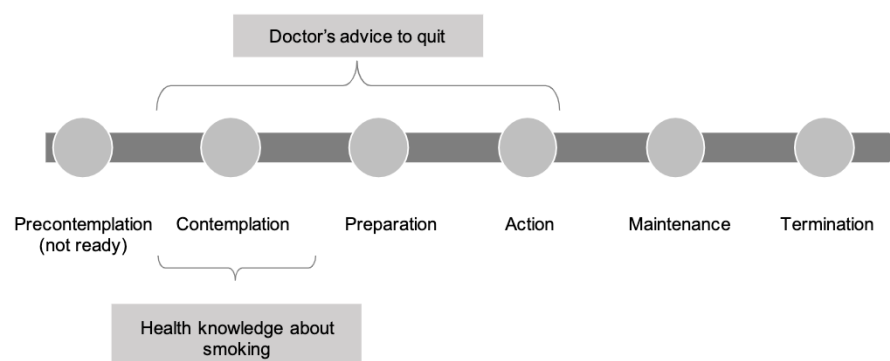 Doctor’s advice to quit
Precontemplation
(not ready)
Contemplation
Preparation
Action
Maintenance
Termination
Health knowledge about
smoking